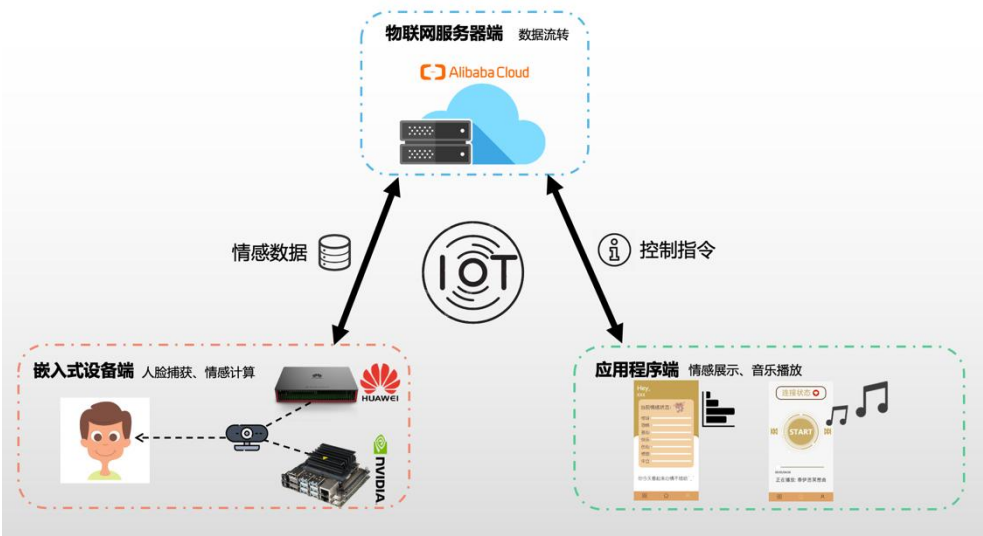 物联网服务器端 数据流转
Alibaba Cloud
情感数据
IOT
控制指令
嵌入式设备端 人脸捕获、情感计算
HUAWEI
NVIDIA
应用程序端 情感展示、音乐播放
Hey,
连接状态
START